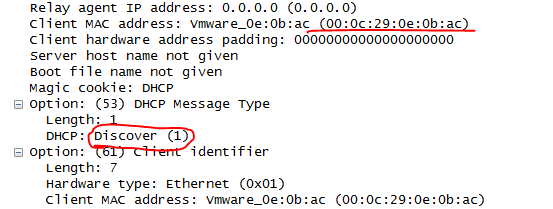 Relay agent IP address: 0.0.0.0 (0.0.0.0)
Client MAC address: Vmware_0e:0b:ac (00:0c:29:0e:0b:ac)
Client hardware address padding: 00000000000000000000
Server host name not given
Boot file name not given
Magic cookie: DHCP
Option: (53) DHCP Message Type
Length: 1
DHCP: Discover (1)
Option: (61) Client identifier
Length: 7
Hardware type: Ethernet (0x01)
Client MAC address: Vmware_0e:0b:ac (00:0c:29:0e:0b:ac)